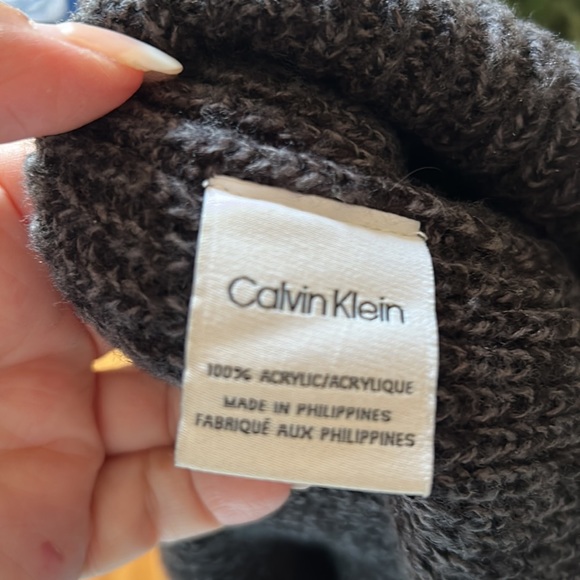 Calvin Klein
100% ACRYLIC/ACRYLIQUE
MADE IN PHILIPPINES
FABRIQUÉ AUX PHILIPPINES